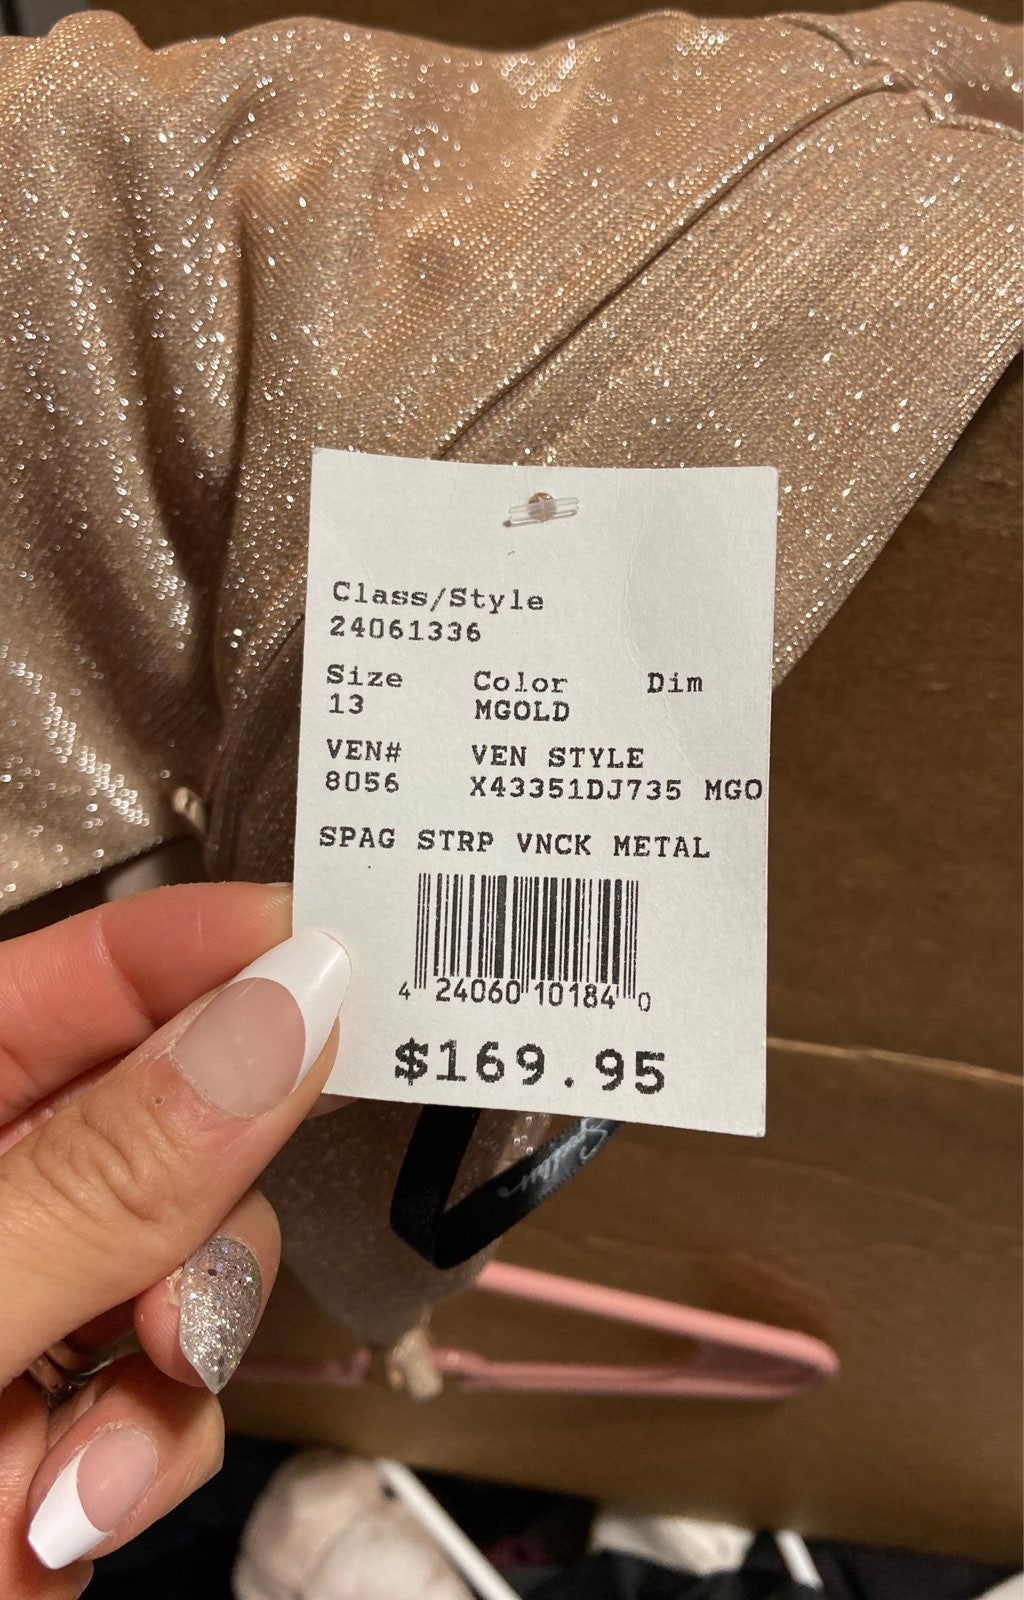 Class/Style
24061336
Size Color Dim
13 MGOLD
VEN# VEN STYLE
8056 X43351DJ735 MGO
SPAG STRP VNCK METAL
4 24060 10184 0
$169.95